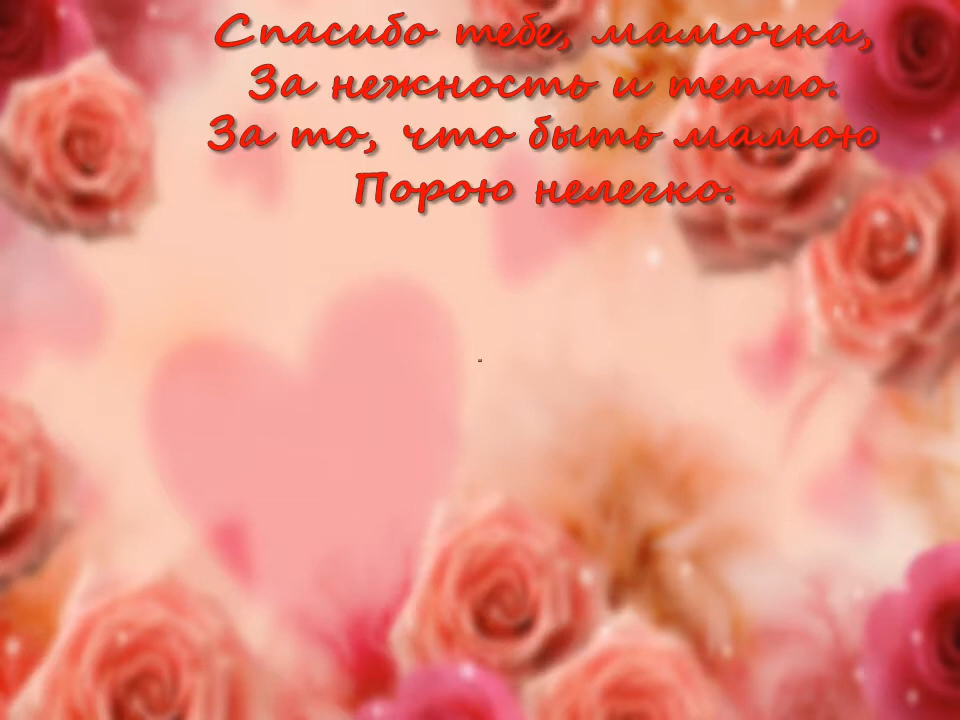 Спасибо тебе, мамочка,
За нежность и тепло.
За то, что быть мамою
Порою нелегко.